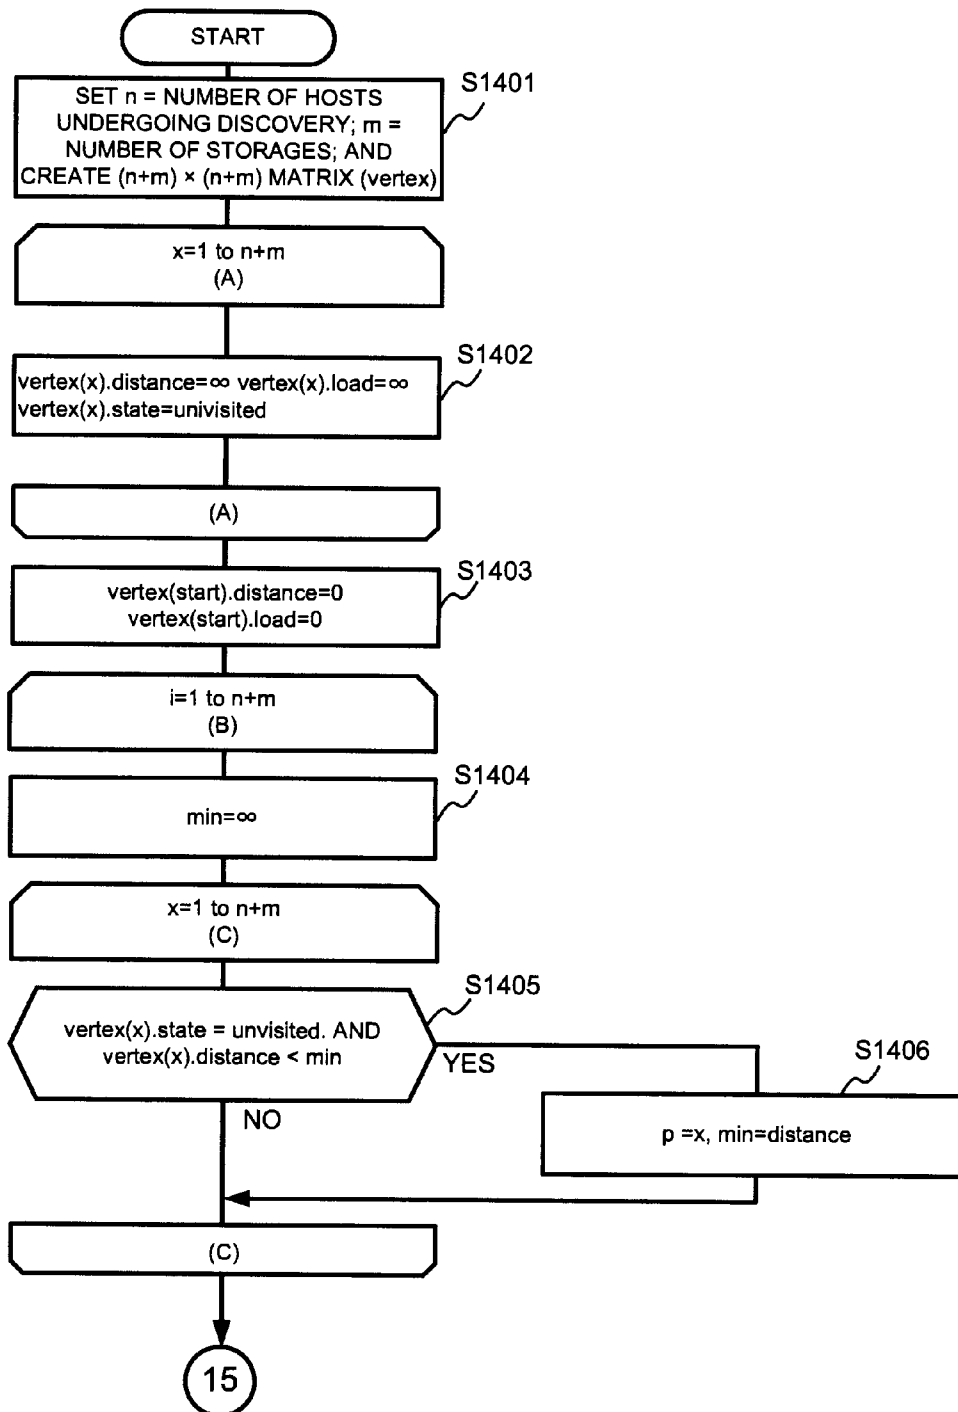 START
S1401
SET n = NUMBER OF HOSTS
UNDERGOING DISCOVERY; m =
NUMBER OF STORAGES; AND
CREATE (n+m) × (n+m) MATRIX (vertex)
x=1 to n+m
(A)
S1402
vertex(x).distance=∞ vertex(x).load=∞
vertex(x).state=univisited
(A)
S1403
vertex(start).distance=0
vertex(start).load=0
i=1 to n+m
(B)
S1404
min=∞
x=1 to n+m
(C)
S1405
vertex(x).state = unvisited. AND
vertex(x).distance < min
YES
S1406
NO
p =x, min=distance
(C)
15